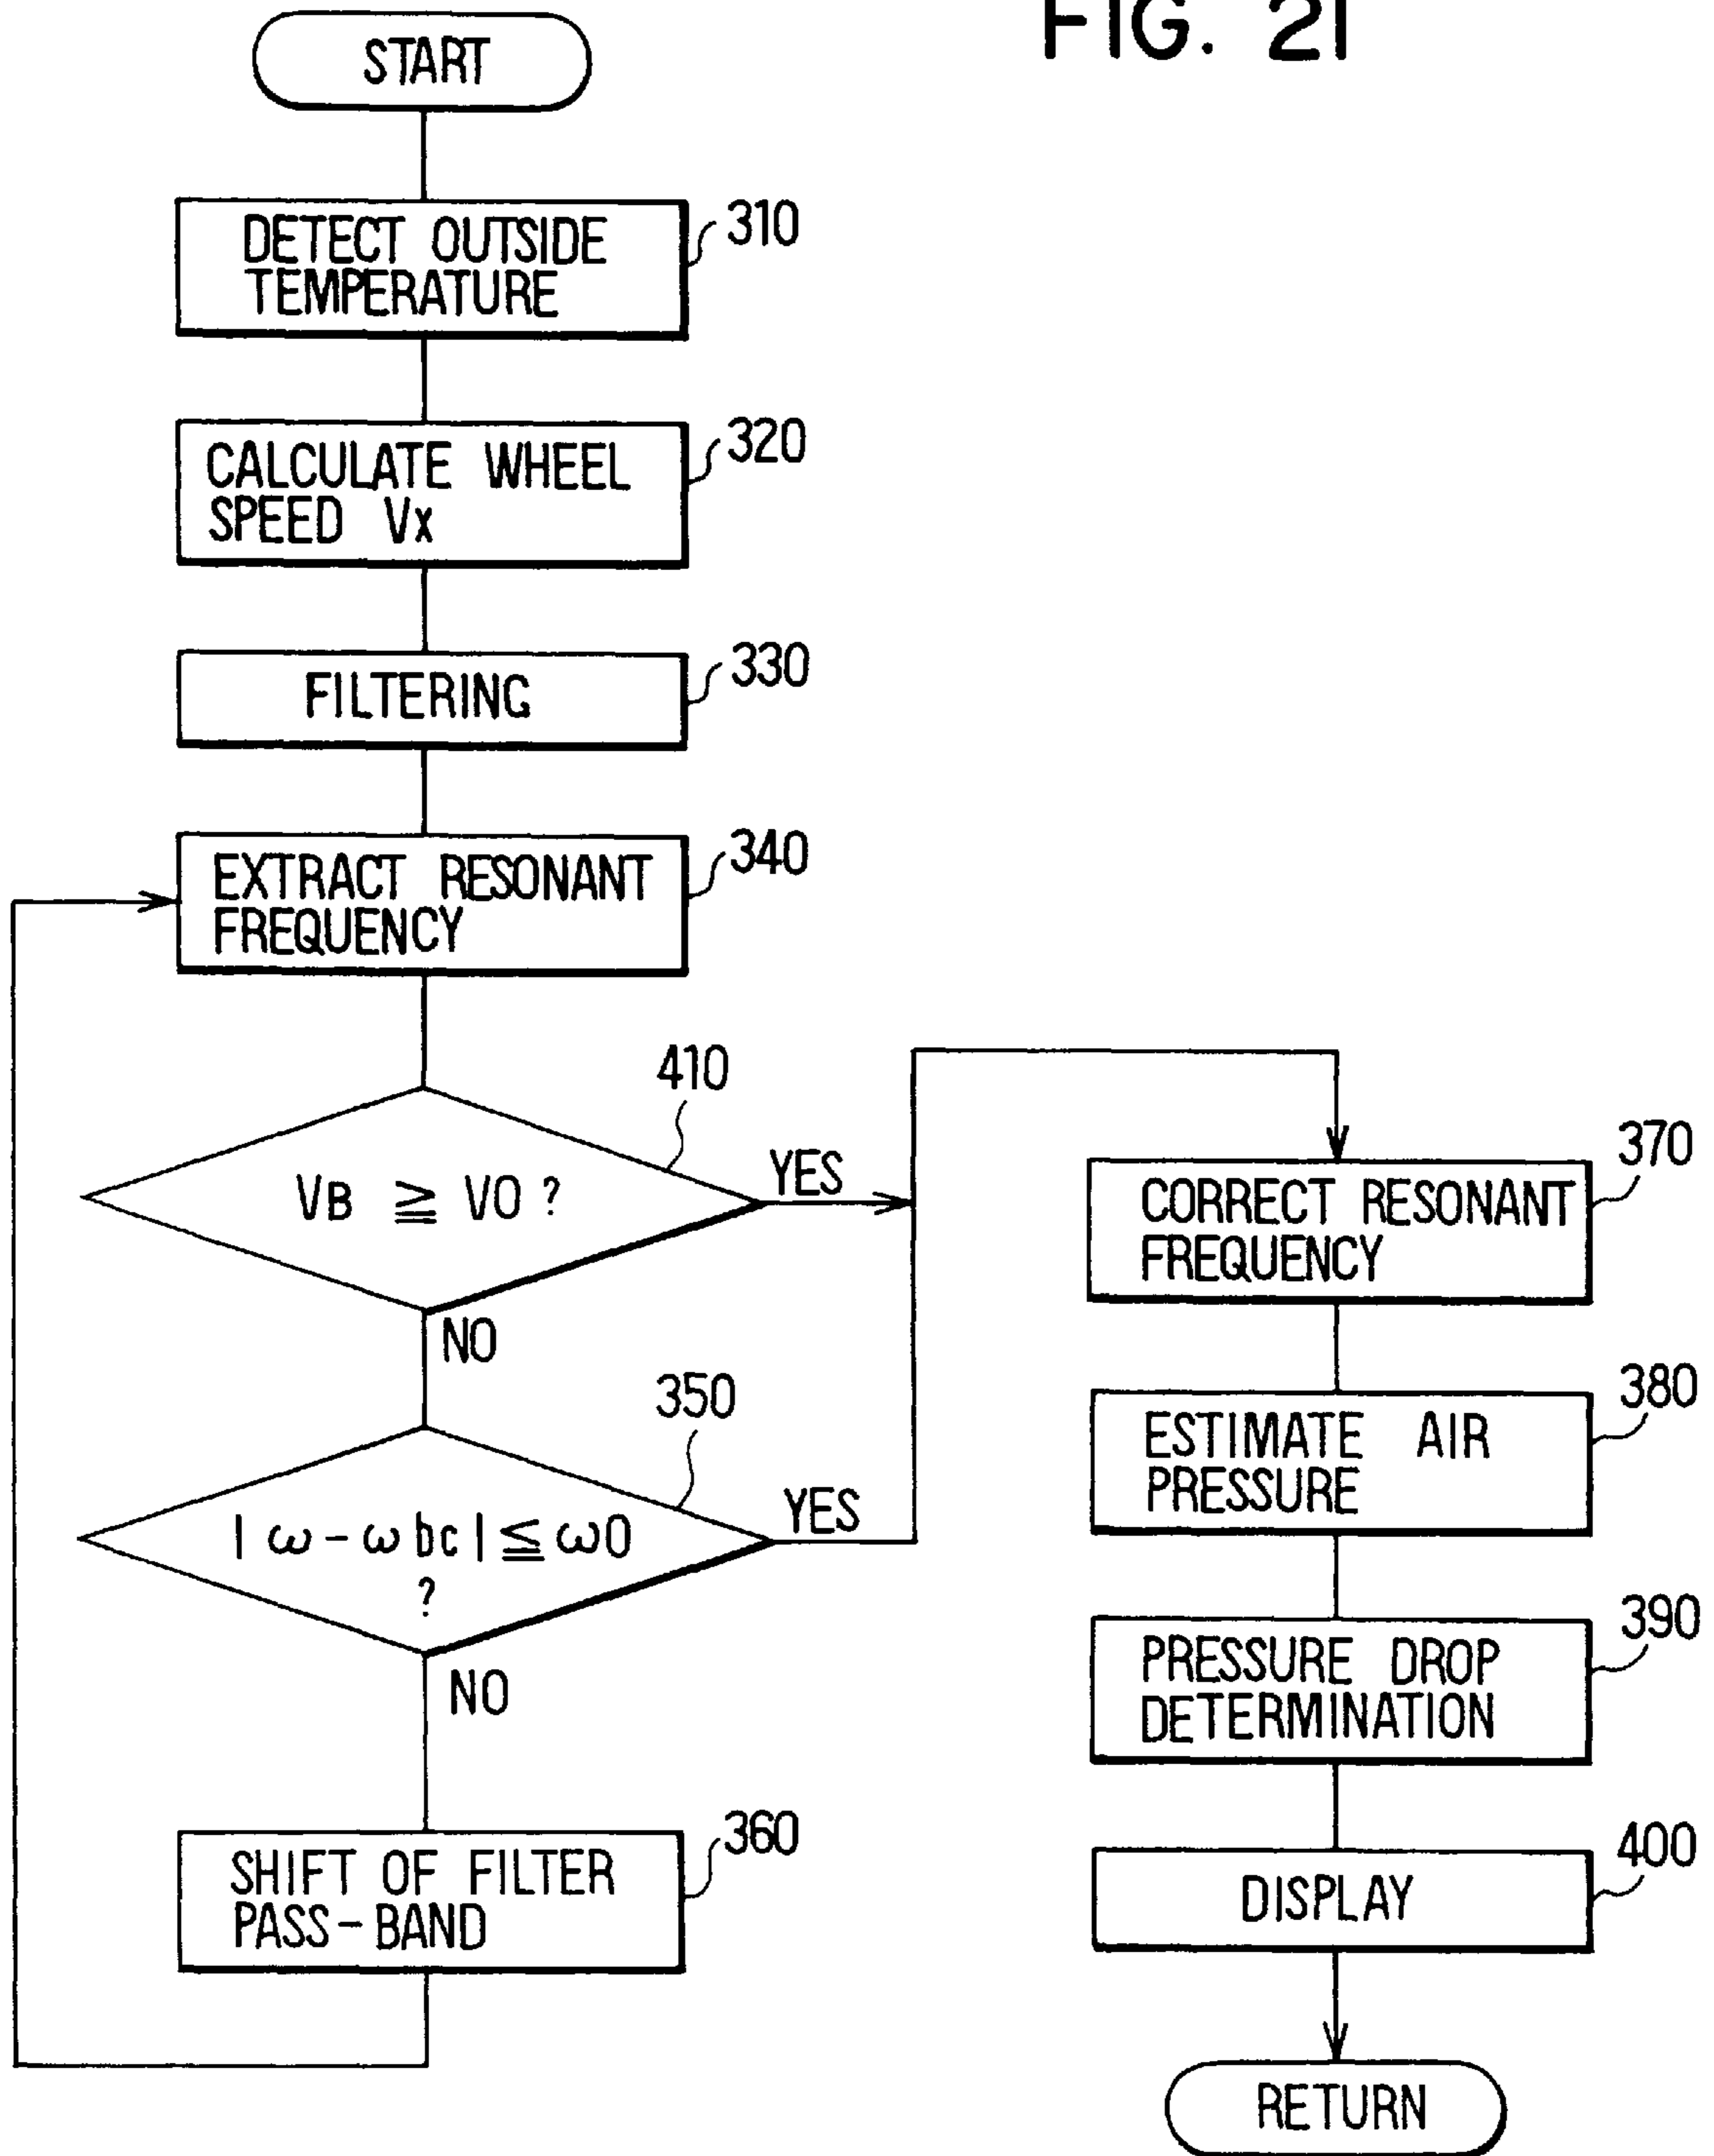 FIG. 21
START
DETECT OUTSIDE
TEMPERATURE
310
CALCULATE WHEEL
SPEED Vx
320
FILTERING
330
EXTRACT RESONANT
FREQUENCY
340
410
VB ≧ VO ?
YES
NO
350
| ω - ω bc | ≦ ω0
?
YES
NO
SHIFT OF FILTER
PASS-BAND
360
CORRECT RESONANT
FREQUENCY
370
ESTIMATE AIR
PRESSURE
380
PRESSURE DROP
DETERMINATION
390
DISPLAY
400
RETURN